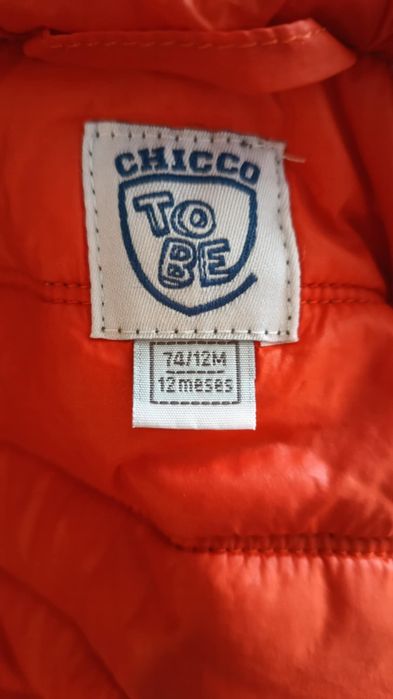 CHICCO
TO
BE
74/12M
12meses